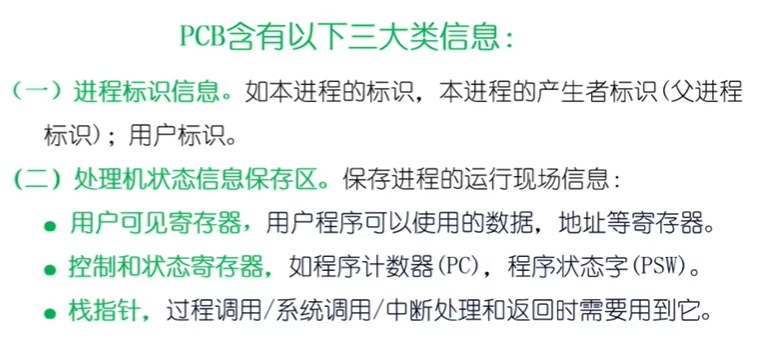 PCB含有以下三大类信息:
(一)进程标识信息。如本进程的标识，本进程的产生者标识(父进程
标识)；用户标识。
(二)处理机状态信息保存区。保存进程的运行现场信息:
● 用户可见寄存器，用户程序可以使用的数据，地址等寄存器。
● 控制和状态寄存器，如程序计数器(PC)，程序状态字(PSW)。
● 栈指针，过程调用/系统调用/中断处理和返回时需要用到它。